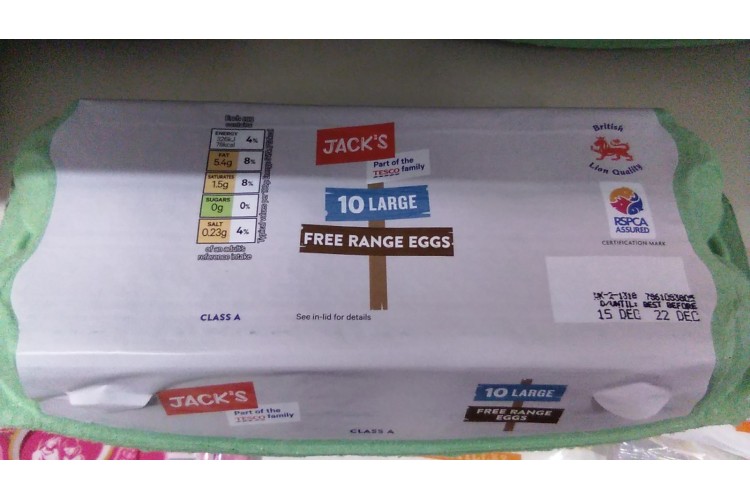 Each egg
contains
ENERGY
326kJ
78kcal
4%
FAT
5.4g
8%
SATURATES
1.5g
8%
SUGARS
0g
0%
SALT
0.23g
4%
of an adult's
reference intake
JACK'S
Part of the
TESCO family
10 LARGE
FREE RANGE EGGS
CLASS A
See in-lid for details
British
Lion Quality
RSPCA
ASSURED
CERTIFICATION MARK
D/UNTIL: BEST BEFORE
15 DEC 22 DEC
JACK'S
Part of the
TESCO family
10 LARGE
FREE RANGE
EGGS
CLASS A